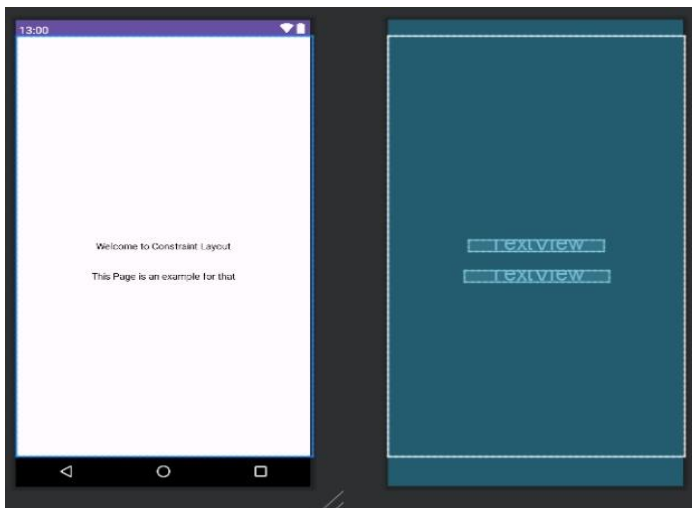 13:00
Welcome to Constraint Layout
This Page is an example for that
TextView
TextView